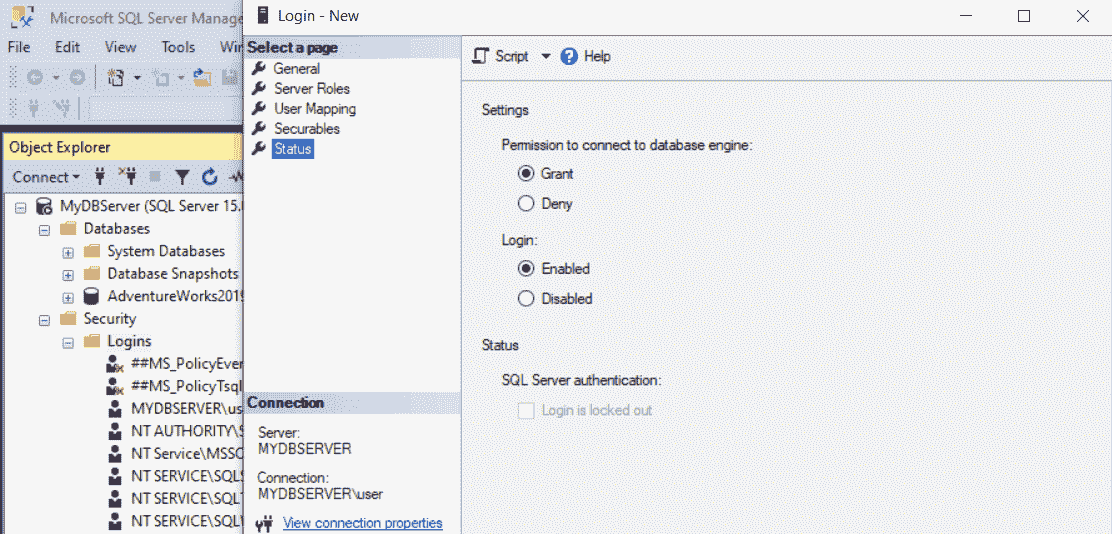 Microsoft SQL Server Manage
Login - New
File Edit View Tools Win
Select a page
General
Server Roles
User Mapping
Securables
Status
Script Help
Settings
Permission to connect to database engine:
Grant
Deny
Login:
Enabled
Disabled
Status
SQL Server authentication:
Login is locked out
Object Explorer
Connect
MyDBServer (SQL Server 15.
Databases
System Databases
Database Snapshots
AdventureWorks2019
Security
Logins
##MS_PolicyEver
##MS_PolicyTsql
MYDBSERVER\us
NT AUTHORITY\S
NT Service\MSSQ
NT SERVICE\SQLS
NT SERVICE\SQLT
NT SERVICE\SQLW
Connection
Server:
MYDBSERVER
Connection:
MYDBSERVER\user
View connection properties